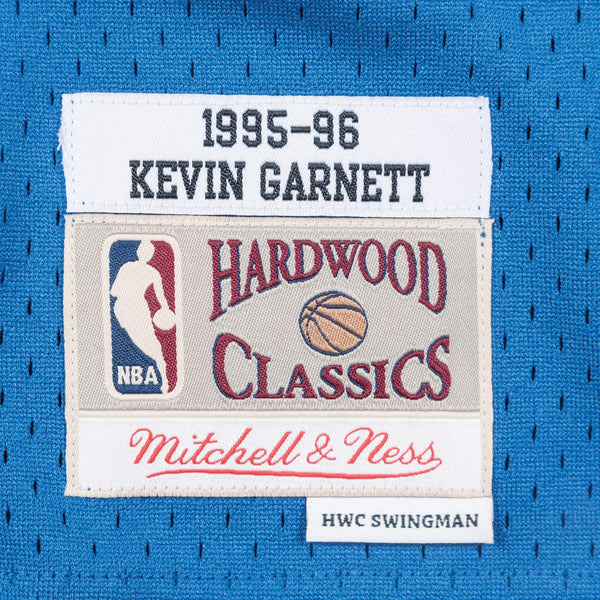 1995-96
KEVIN GARNETT
HARDWOOD
CLASSICS
NBA
Mitchell & Ness
HWC SWINGMAN